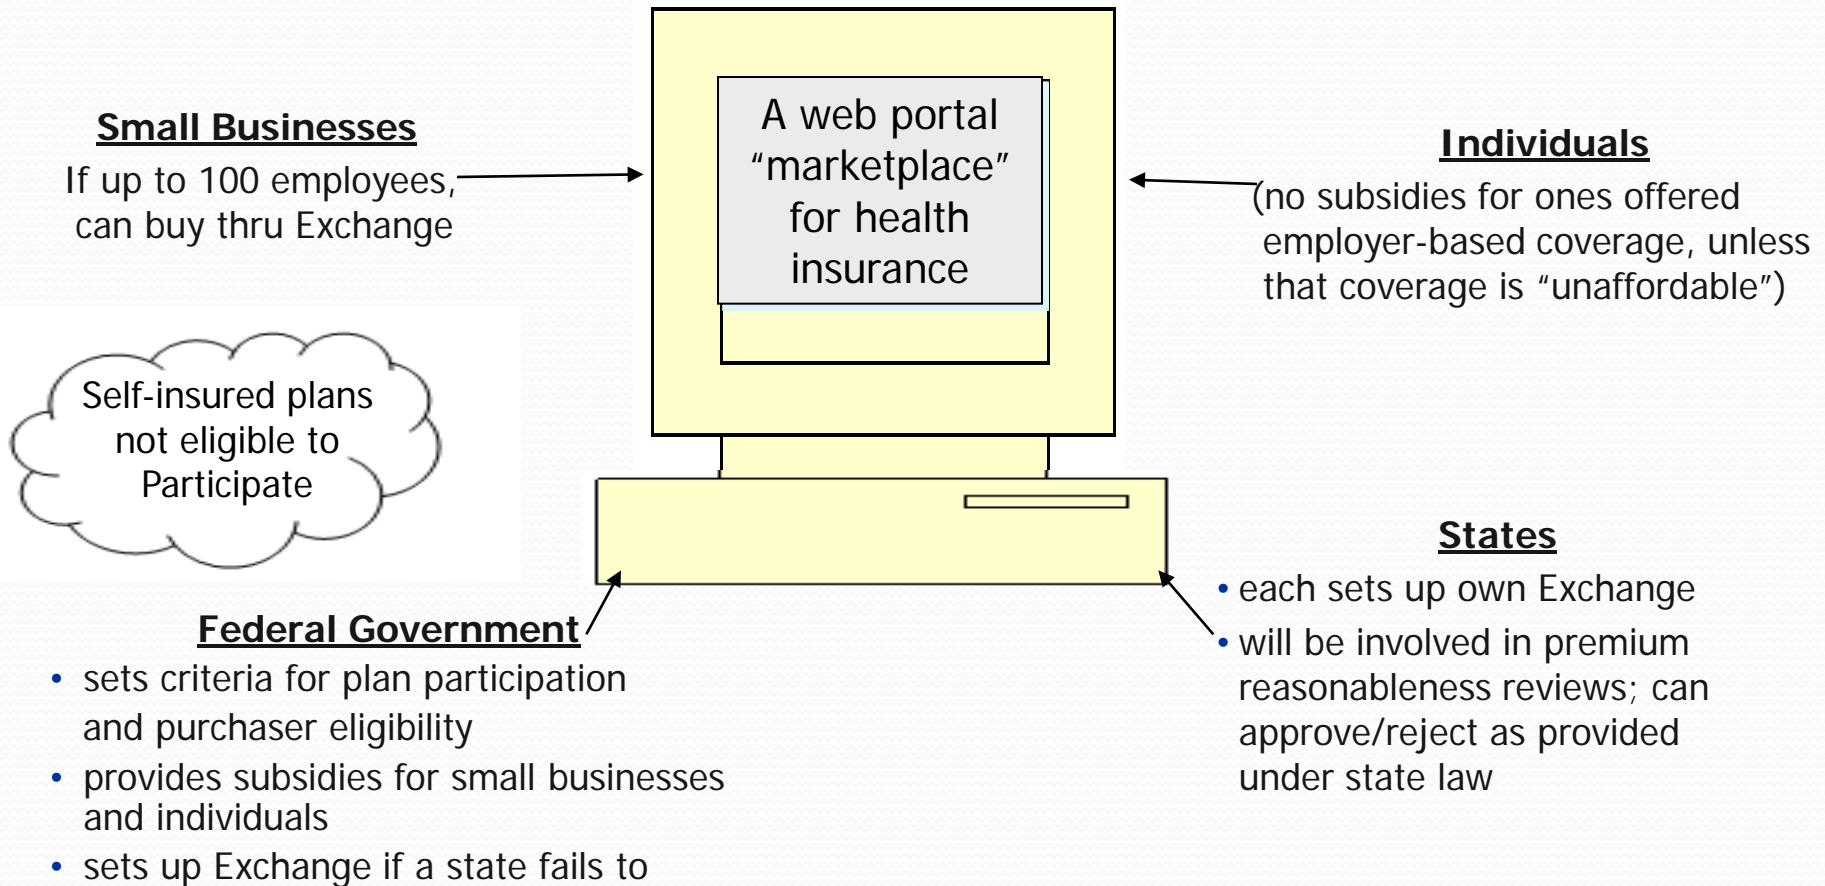 A web portal
“marketplace”
for health
insurance
Small Businesses
If up to 100 employees,
can buy thru Exchange
Individuals
(no subsidies for ones offered
employer-based coverage, unless
that coverage is “unaffordable”)
Self-insured plans
not eligible to
Participate
Federal Government
• sets criteria for plan participation
and purchaser eligibility
• provides subsidies for small businesses
and individuals
• sets up Exchange if a state fails to
States
• each sets up own Exchange
• will be involved in premium
reasonableness reviews; can
approve/reject as provided
under state law